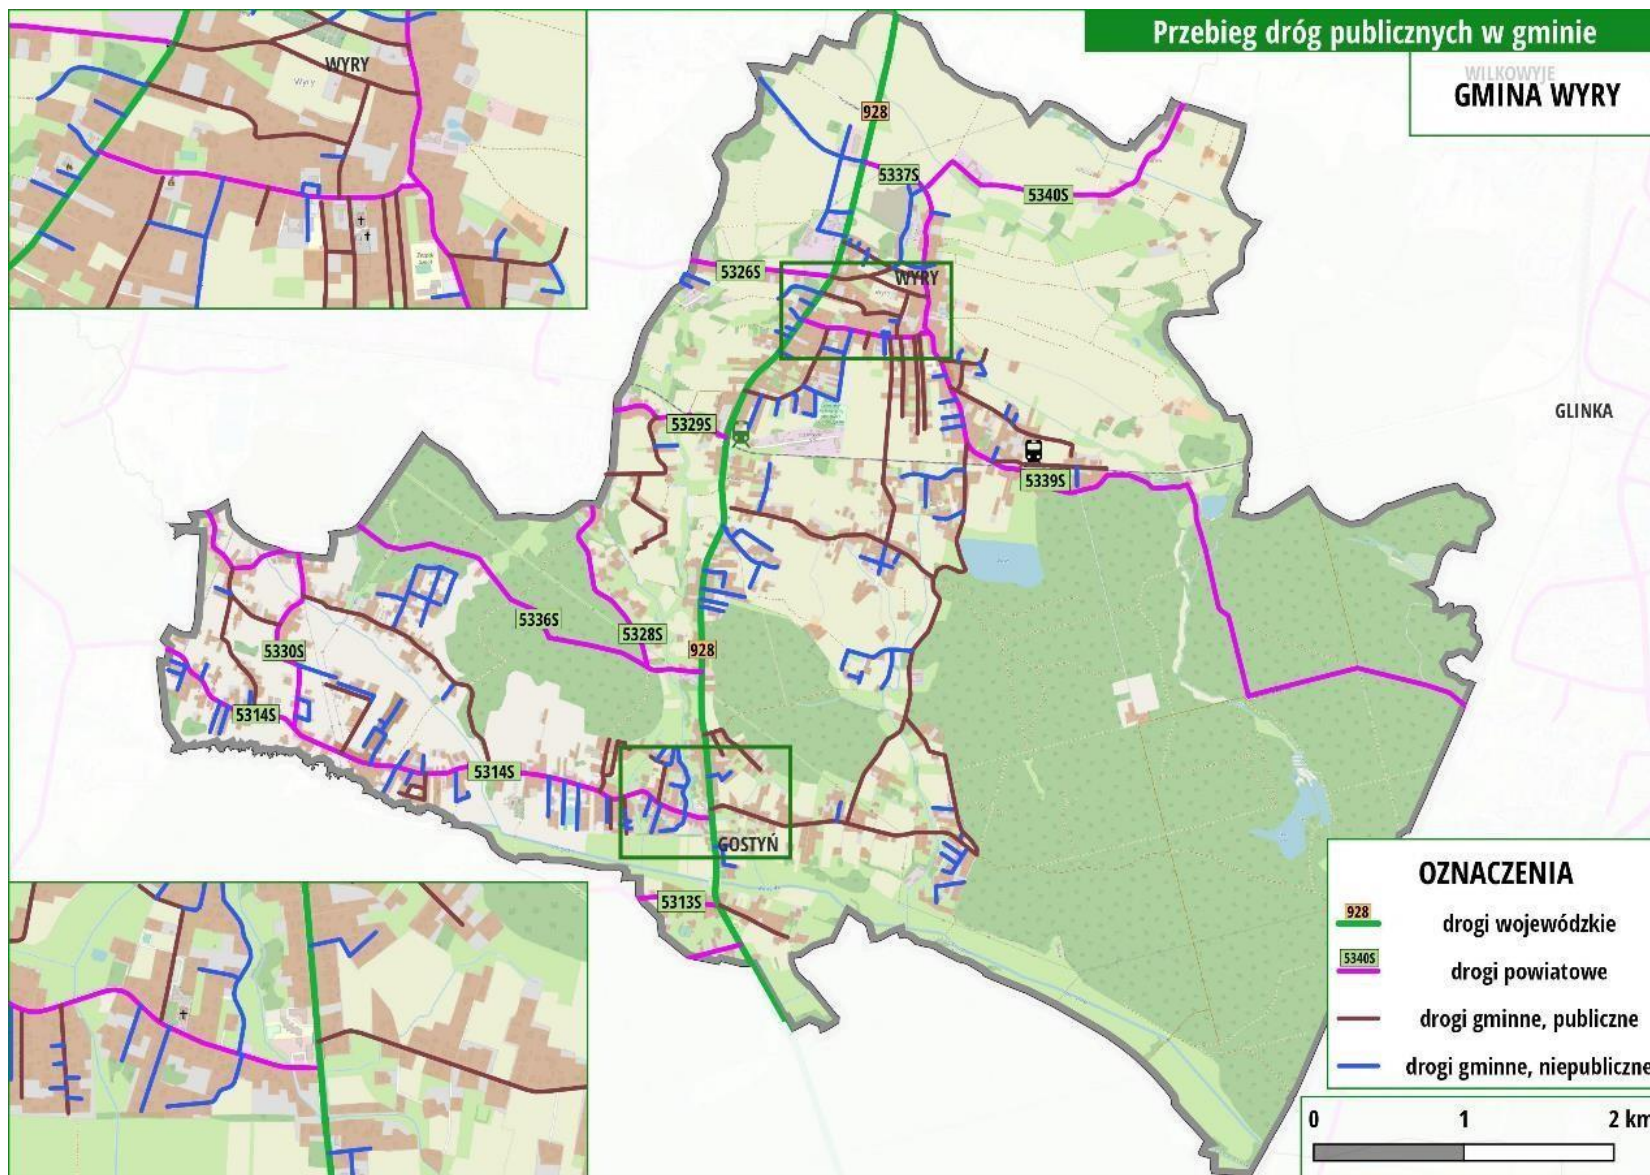 Przebieg dróg publicznych w gminie
WILKOWYJE
GMINA WYRY
WYRY
Wyry
928
5337S
5340S
5326S
WYRY
5329S
GLINKA
5339S
5336S
5328S
5330S
928
5314S
5314S
GOSTYŃ
5313S
OZNACZENIA
928
drogi wojewódzkie
5340S
drogi powiatowe
drogi gminne, publiczne
drogi gminne, niepubliczne
0 1 2 km